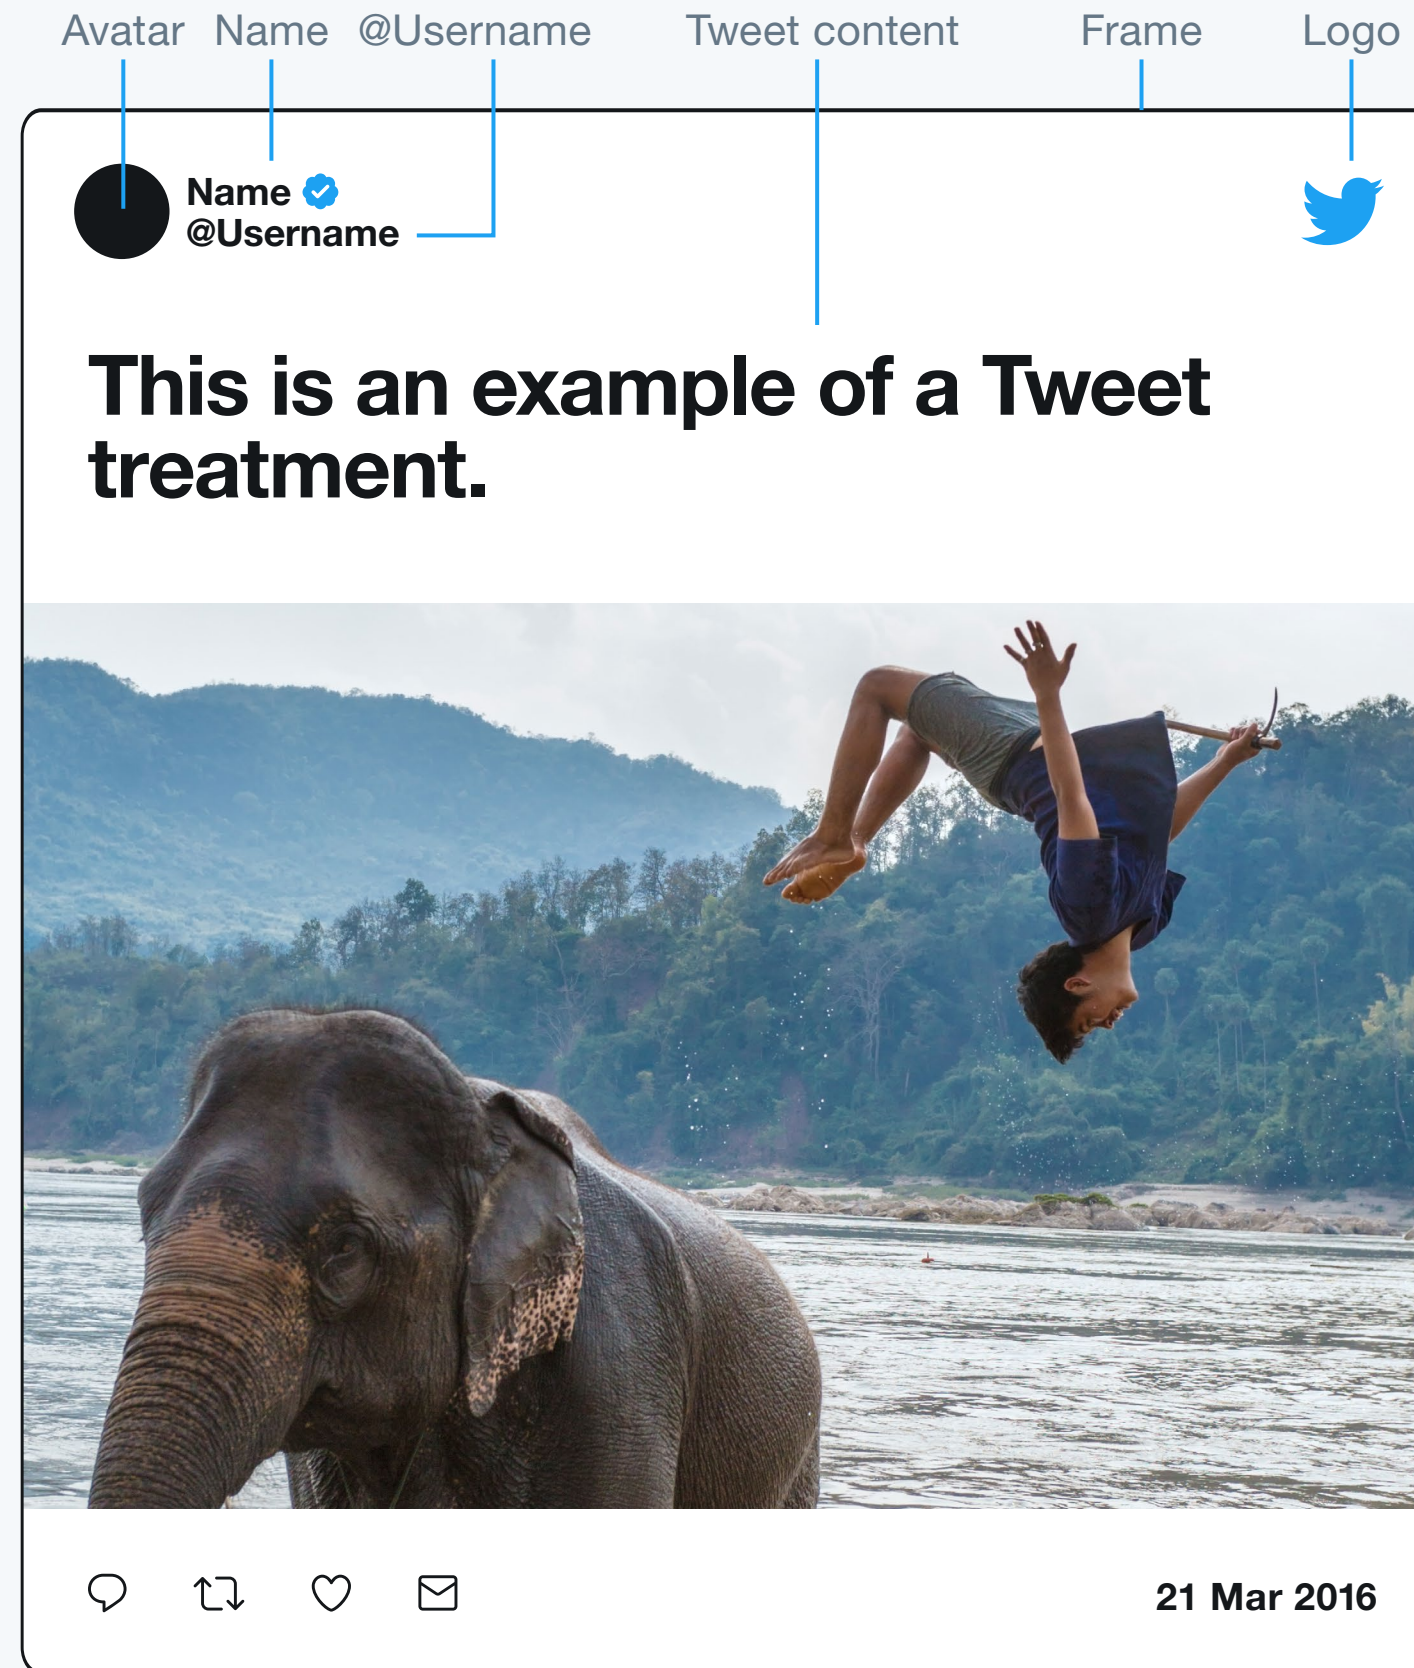 Avatar Name @Username Tweet content Frame Logo
Name
@Username
This is an example of a Tweet
treatment.
21 Mar 2016